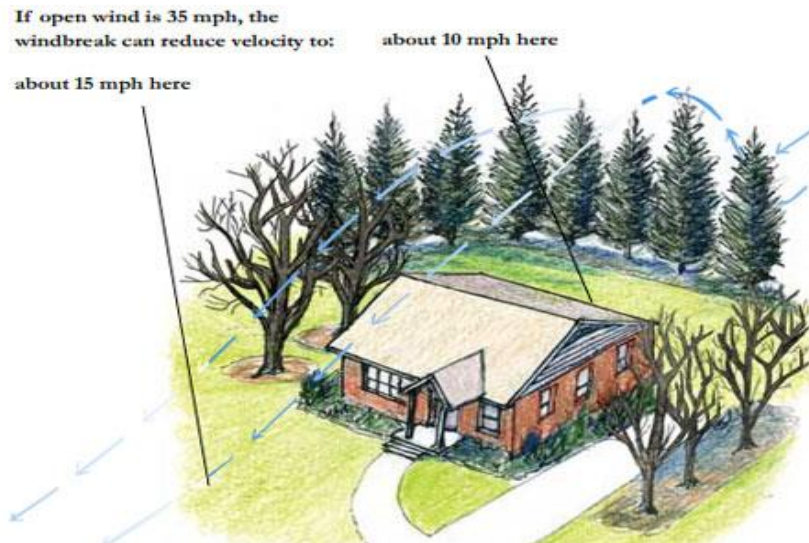 If open wind is 35 mph, the
windbreak can reduce velocity to:
about 10 mph here
about 15 mph here